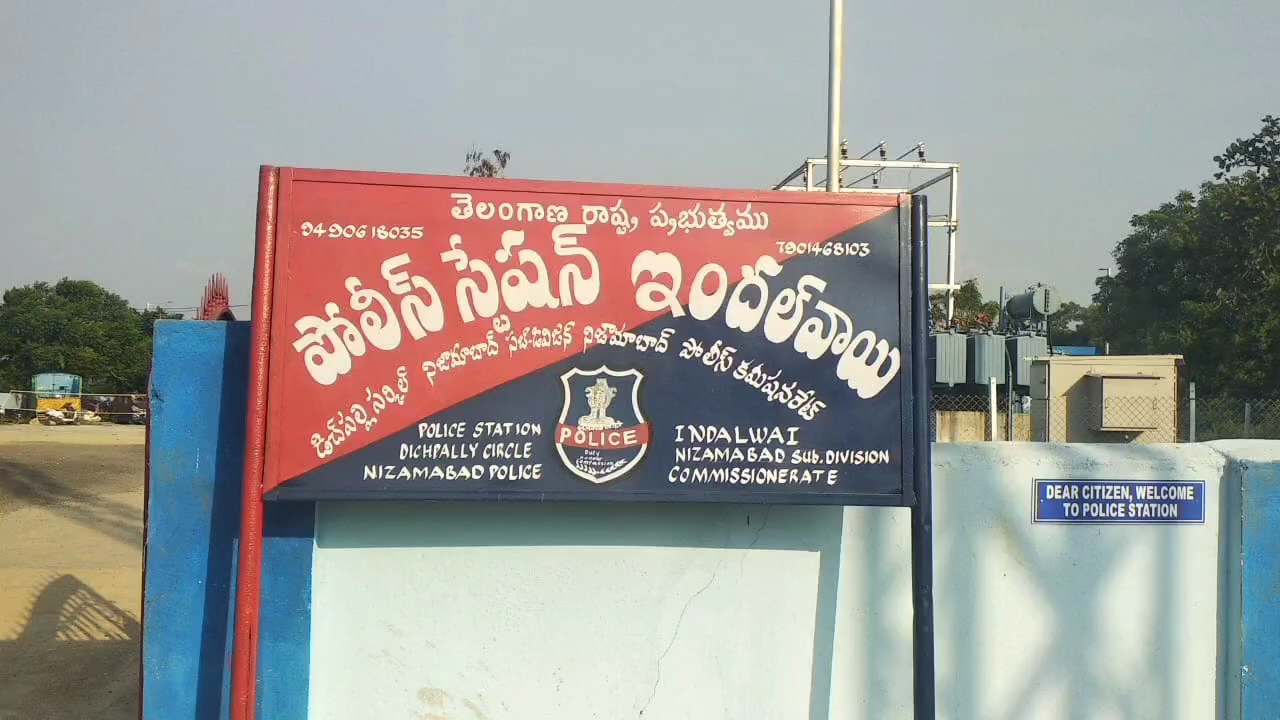 తెలంగాణ రాష్ట్ర ప్రభుత్వము
9490618035
7901468103
పోలీస్ స్టేషన్ ఇందల్‌వాయి
డిచ్‌పల్లి సర్కిల్ నిజామాబాద్ సబ్-డివిజన్ నిజామాబాద్ పోలీస్ కమీషనరేట్
POLICE STATION
DICHPALLY CIRCLE
NIZAMABAD POLICE
POLICE
Duty
INDALWAI
NIZAMABAD Sub. DIVISION
COMMISSIONERATE
DEAR CITIZEN, WELCOME
TO POLICE STATION